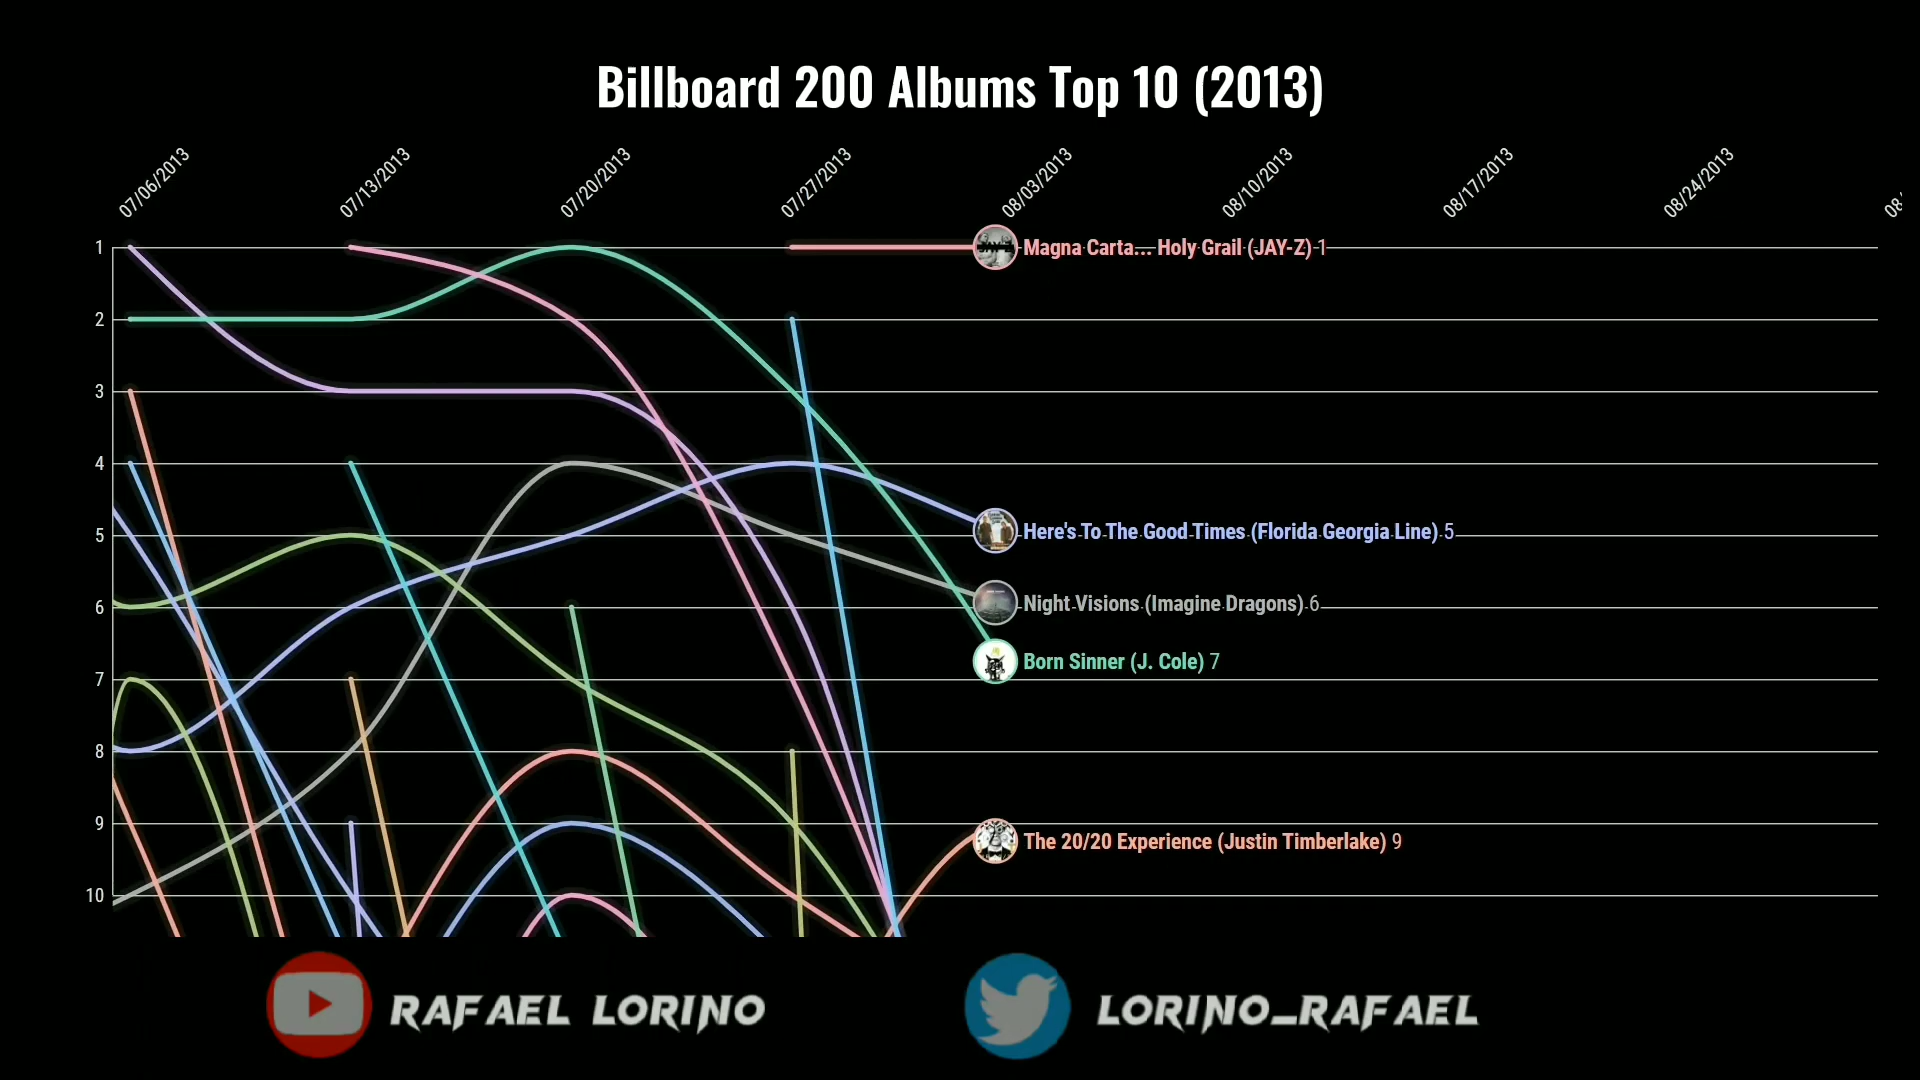 Billboard 200 Albums Top 10 (2013)
07/06/2013
07/13/2013
07/20/2013
07/27/2013
08/03/2013
08/10/2013
08/17/2013
08/24/2013
08/
1
2
3
4
5
6
7
8
9
10
Magna Carta... Holy Grail (JAY-Z) 1
Here's To The Good Times (Florida Georgia Line) 5
Night Visions (Imagine Dragons) 6
Born Sinner (J. Cole) 7
The 20/20 Experience (Justin Timberlake) 9
RAFAEL LORINO
LORINO_RAFAEL